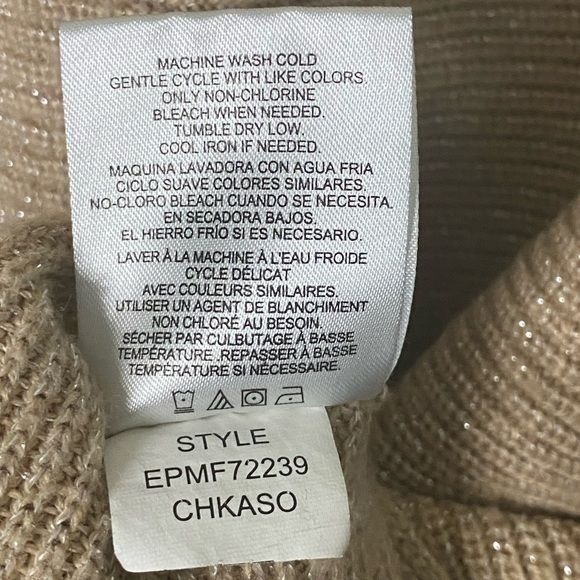 MACHINE WASH COLD
GENTLE CYCLE WITH LIKE COLORS.
ONLY NON-CHLORINE
BLEACH WHEN NEEDED.
TUMBLE DRY LOW.
COOL IRON IF NEEDED.
MAQUINA LAVADORA CON AGUA FRIA
CICLO SUAVE COLORES SIMILARES.
NO-CLORO BLEACH CUANDO SE NECESITA.
EN SECADORA BAJOS.
EL HIERRO FRÍO SI ES NECESARIO.
LAVER À LA MACHINE À L'EAU FROIDE
CYCLE DÉLICAT
AVEC COULEURS SIMILAIRES.
UTILISER UN AGENT DE BLANCHIMENT
NON CHLORÉ AU BESOIN.
SÉCHER PAR CULBUTAGE À BASSE
TEMPÉRATURE .REPASSER À BASSE
TEMPÉRATURE SI NÉCESSAIRE.
STYLE
EPMF72239
CHKASO